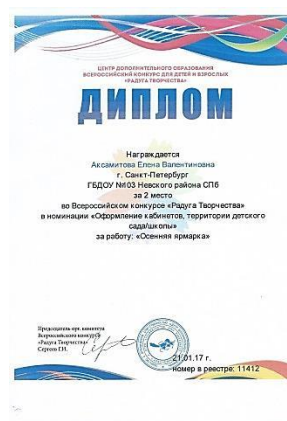 ЦЕНТР ДОПОЛНИТЕЛЬНОГО ОБРАЗОВАНИЯ
ВСЕРОССИЙСКИЙ КОНКУРС ДЛЯ ДЕТЕЙ И ВЗРОСЛЫХ
«РАДУГА ТВОРЧЕСТВА»
ДИПЛОМ
Награждается
Аксамитова Елена Валентиновна
г. Санкт-Петербург
ГБДОУ №103 Невского района СПб
за 2 место
во Всероссийском конкурсе «Радуга Творчества»
в номинации «Оформление кабинетов, территории детского
сада/школы»
за работу: «Осенняя ярмарка»
Председатель орг. комитета
Всероссийского конкурса
«Радуга Творчества»
Сергеев Г.И.
21.01.17 г.
номер в реестре: 11412